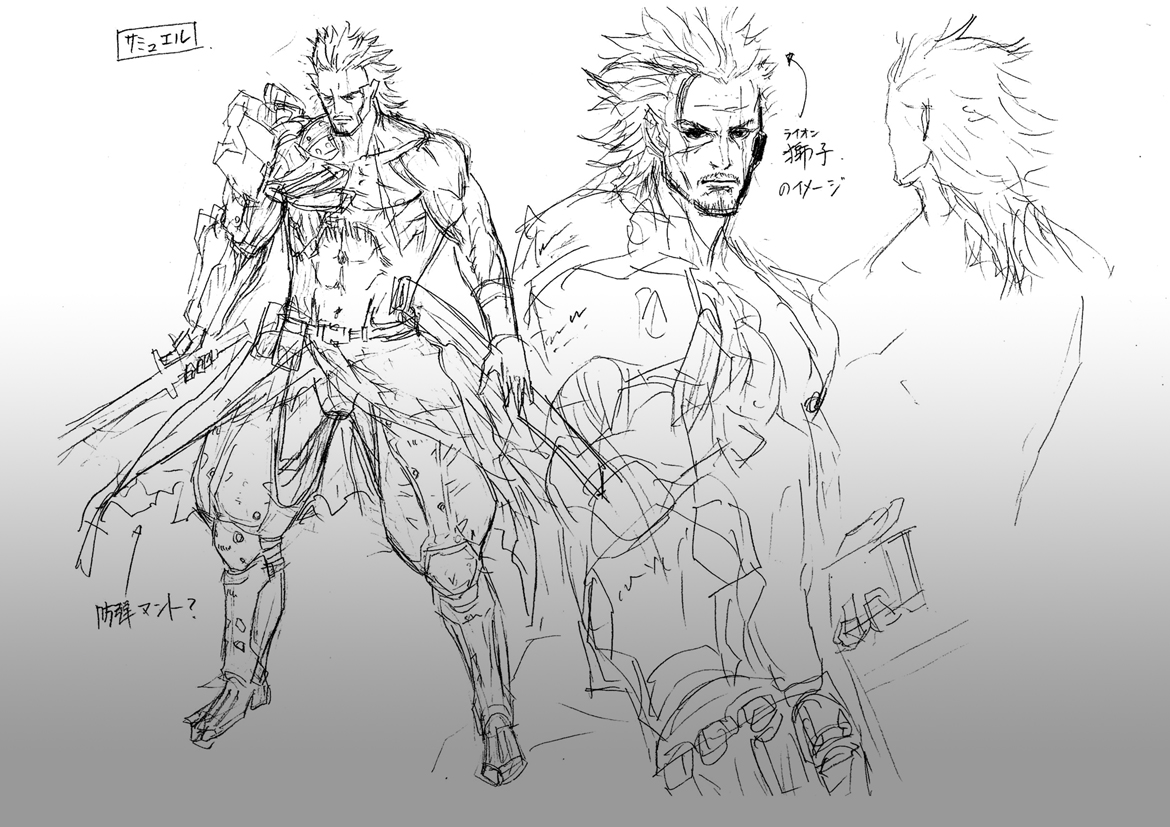 サミュエル
ライオン
獅子.
のイメージ
防弾マント?